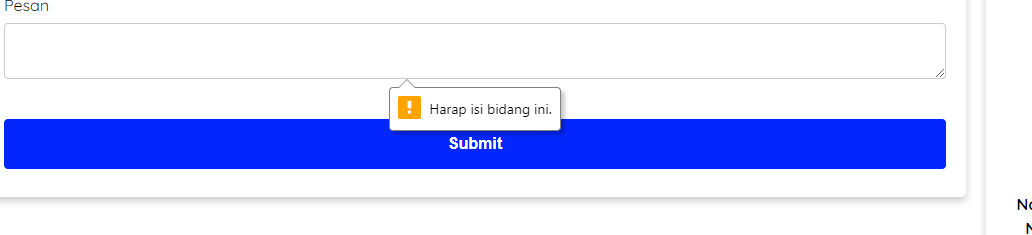 Pesan
Harap isi bidang ini.
Submit